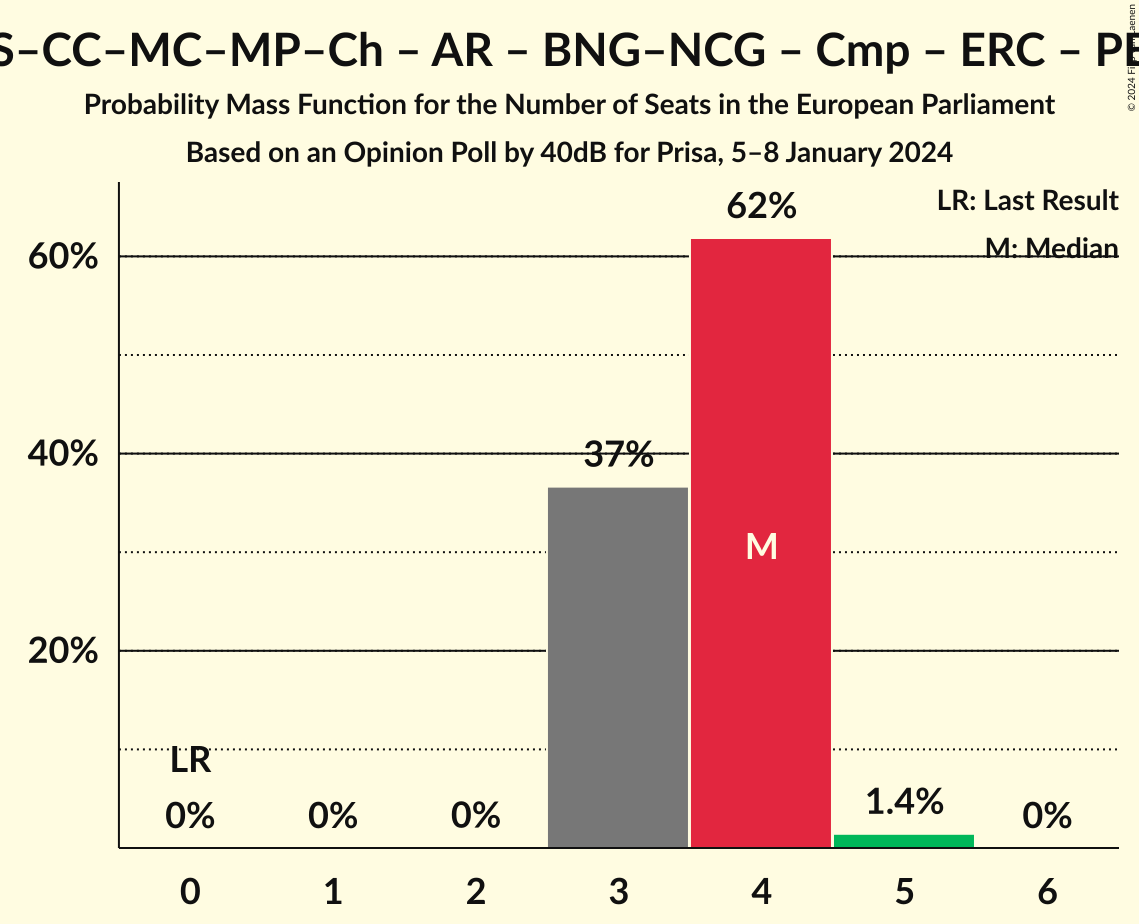 S–CC–MC–MP–Ch – AR – BNG–NCG – Cmp – ERC – PE
Probability Mass Function for the Number of Seats in the European Parliament
Based on an Opinion Poll by 40dB for Prisa, 5–8 January 2024
LR: Last Result
M: Median
62%
60%
40%
37%
M
20%
LR
0%
0%
0%
1.4%
0%
0
1
2
3
4
5
6
© 2024